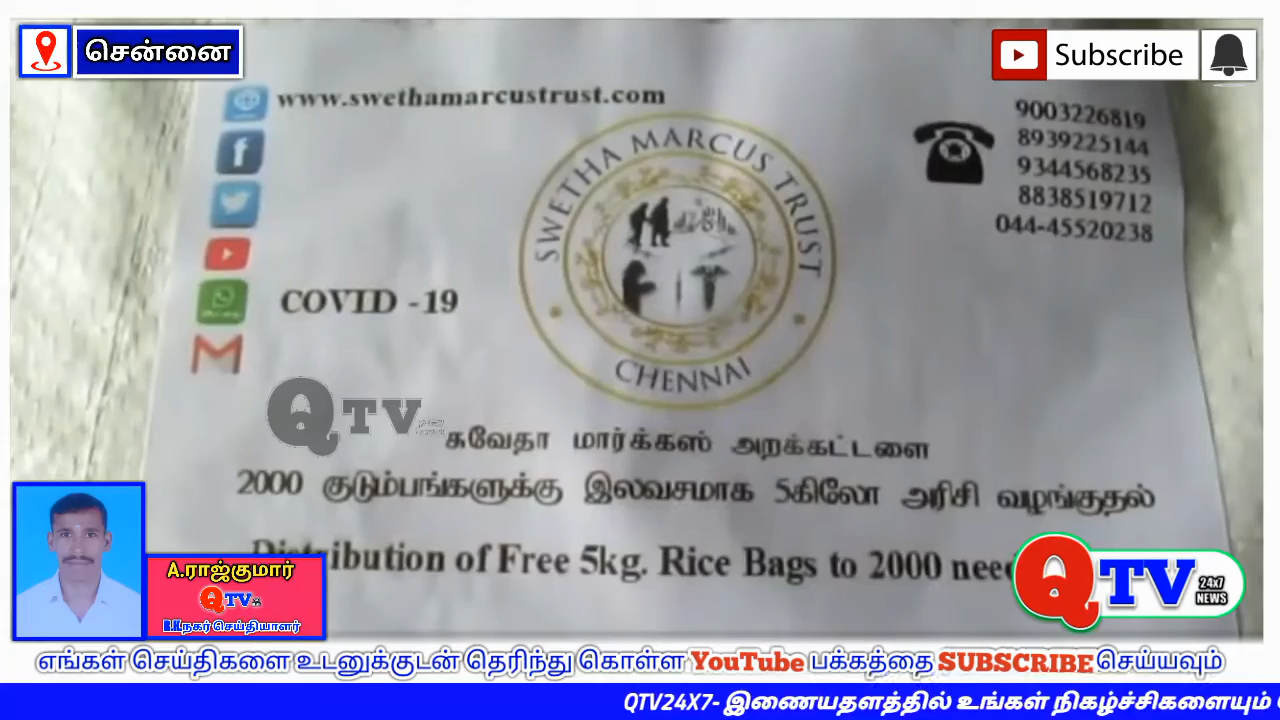 சென்னை
Subscribe
www.swethamarcustrust.com
9003226819
8939225144
9344568235
8838519712
044-45520238
SWETHA MARCUS TRUST
CHENNAI
COVID -19
QTV
சுவேதா மார்க்கஸ் அறக்கட்டளை
2000 குடும்பங்களுக்கு இலவசமாக 5கிலோ அரிசி வழங்குதல்
Distribution of Free 5kg. Rice Bags to 2000
A.ராஜ்குமார்
QTV
R.K.நகர் செய்தியாளர்
QTV 24x7 NEWS
எங்கள் செய்திகளை உடனுக்குடன் தெரிந்து கொள்ள YouTube பக்கத்தை SUBSCRIBE செய்யவும்
QTV24X7- இணையதளத்தில் உங்கள் நிகழ்ச்சிகளையும்